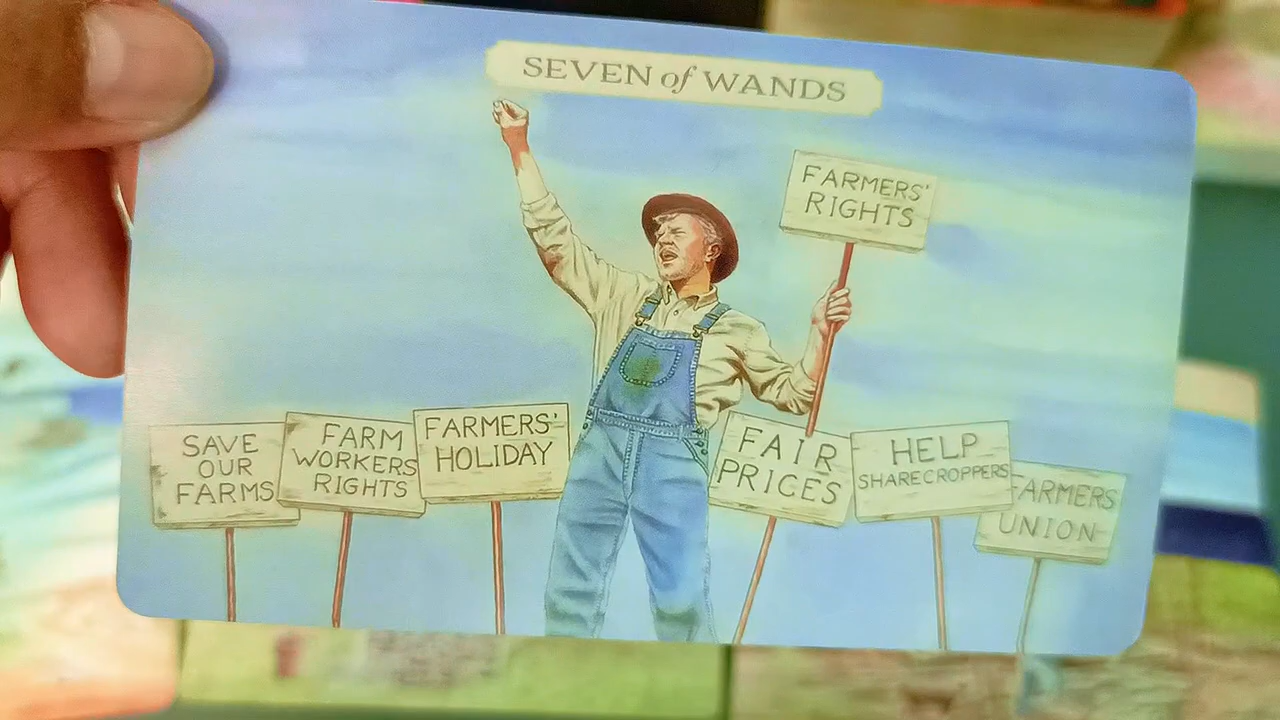 SEVEN of WANDS
FARMERS'
RIGHTS
SAVE
OUR
FARMS
FARM
WORKERS
RIGHTS
FARMERS'
HOLIDAY
FAIR
PRICES
HELP
SHARECROPPERS
FARMERS
UNION